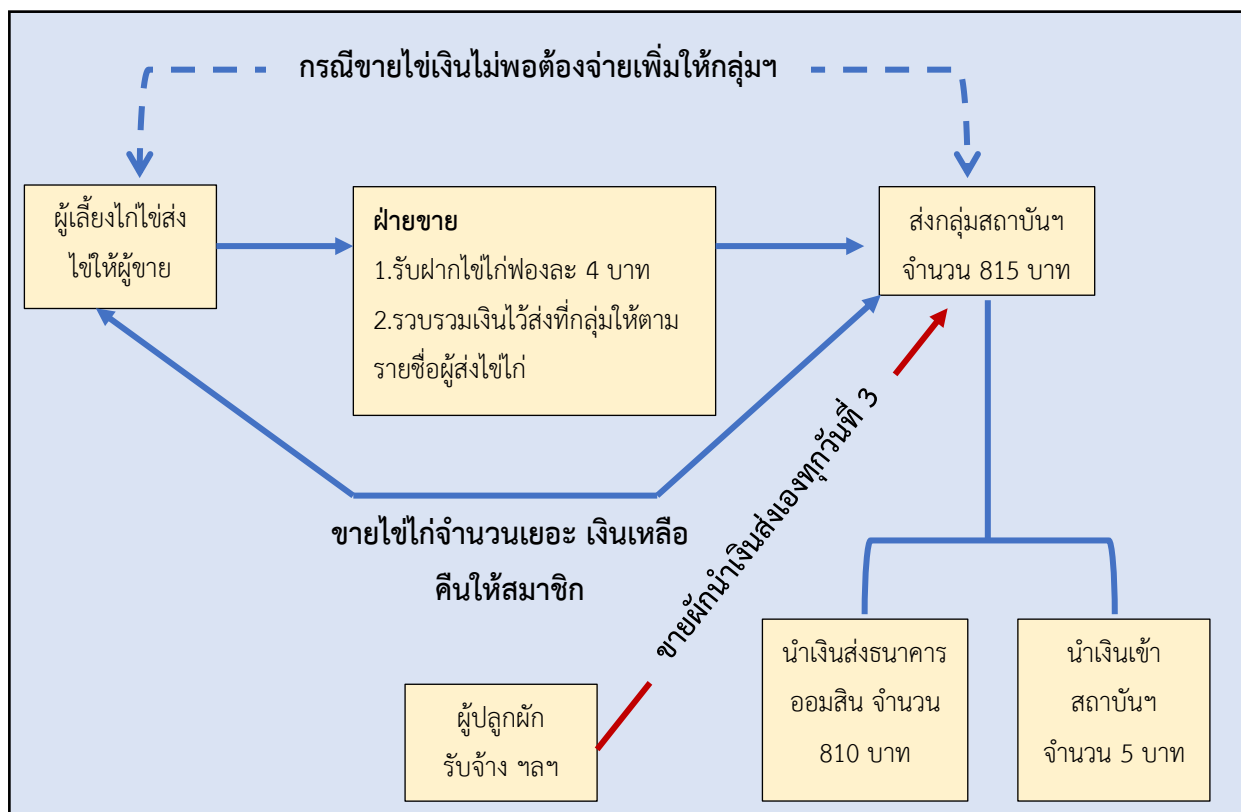 กรณีขายไข่เงินไม่พอต้องจ่ายเพิ่มให้กลุ่มฯ
ผู้เลี้ยงไก่ไข่ส่ง
ไข่ให้ผู้ขาย
ฝ่ายขาย
1.รับฝากไข่ไก่ฟองละ 4 บาท
2.รวบรวมเงินไว้ส่งที่กลุ่มให้ตาม
รายชื่อผู้ส่งไข่ไก่
ส่งกลุ่มสถาบันฯ
จำนวน 815 บาท
ขายไข่ไก่จำนวนเยอะ เงินเหลือ
คืนให้สมาชิก
ขายผักนำเงินส่งเองทุกวันที่ 3
ผู้ปลูกผัก
รับจ้าง ฯลฯ
นำเงินส่งธนาคาร
ออมสิน จำนวน
810 บาท
นำเงินเข้า
สถาบันฯ
จำนวน 5 บาท